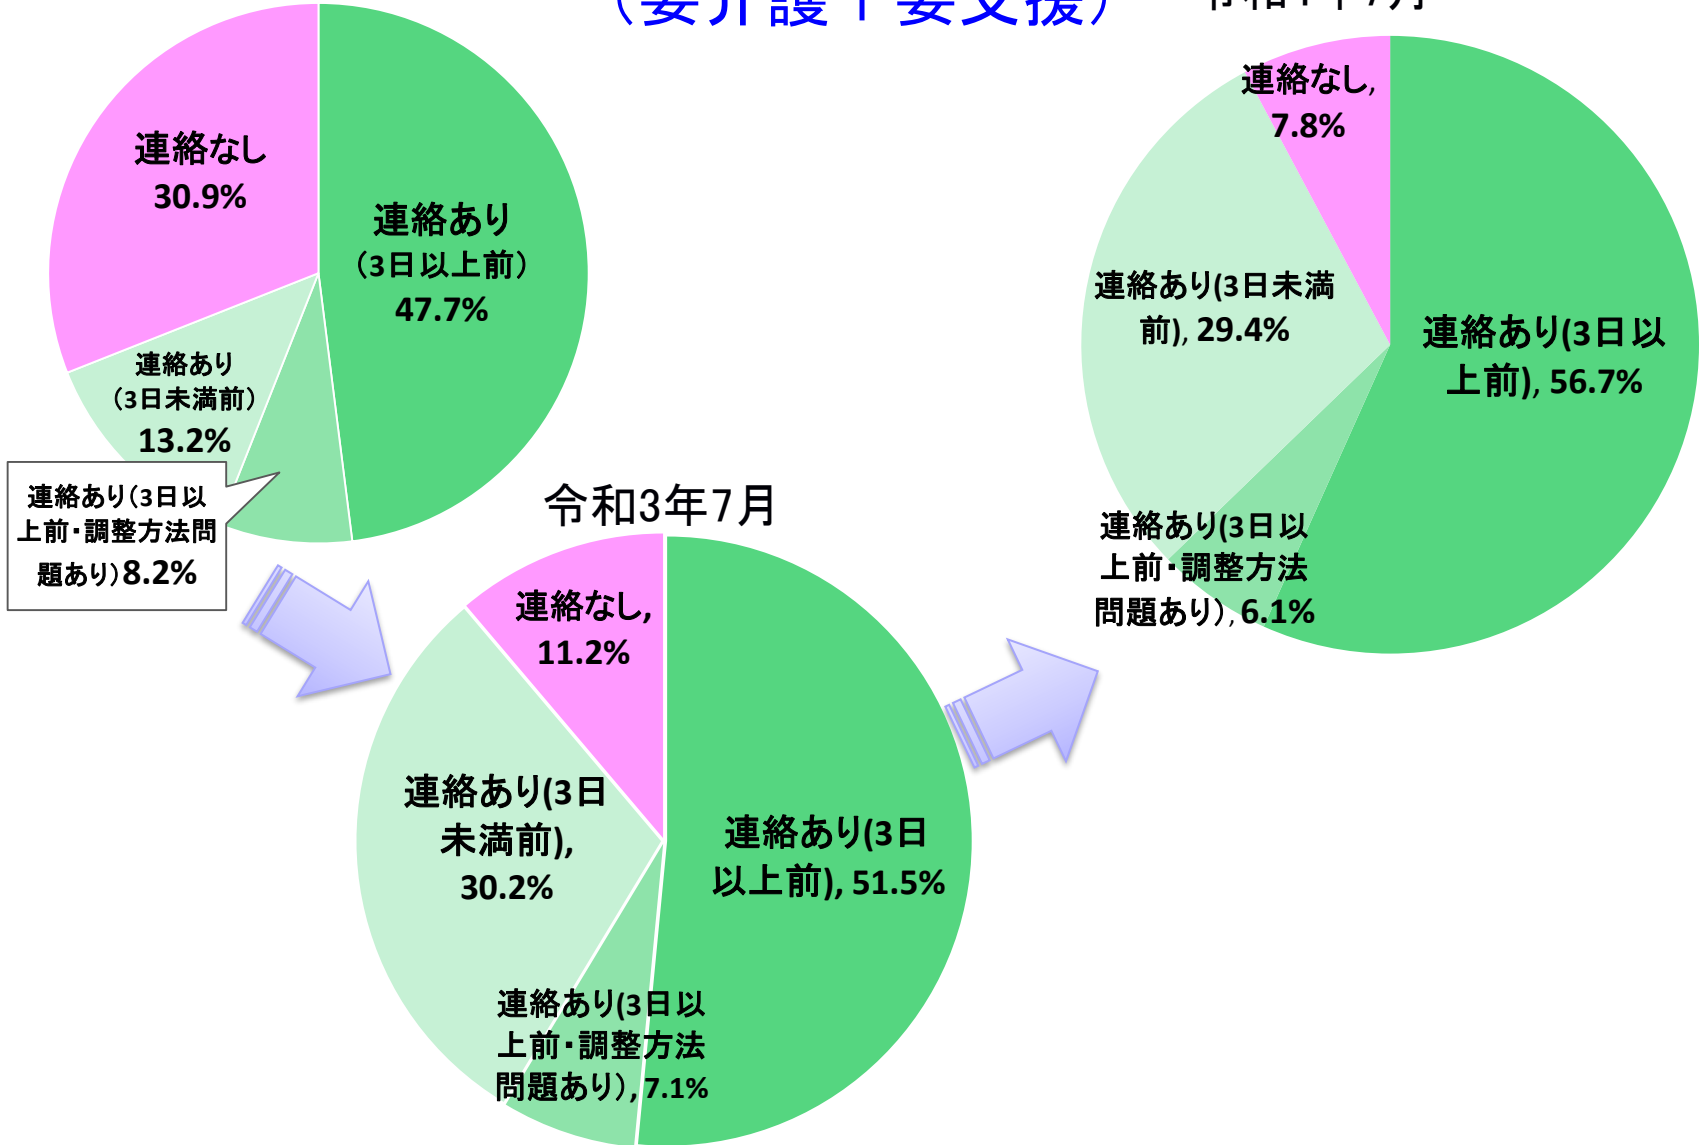 連絡なし
30.9%
連絡あり
（3日以上前）
47.7%
連絡あり
（3日未満前）
13.2%
連絡あり（3日以
上前・調整方法問
題あり）8.2%
令和3年7月
連絡なし,
11.2%
連絡あり(3日
未満前),
30.2%
連絡あり(3日
以上前), 51.5%
連絡あり(3日以
上前・調整方法
問題あり）, 7.1%
連絡なし,
7.8%
連絡あり(3日未満
前), 29.4%
連絡あり(3日以
上前), 56.7%
連絡あり(3日以
上前・調整方法
問題あり）, 6.1%